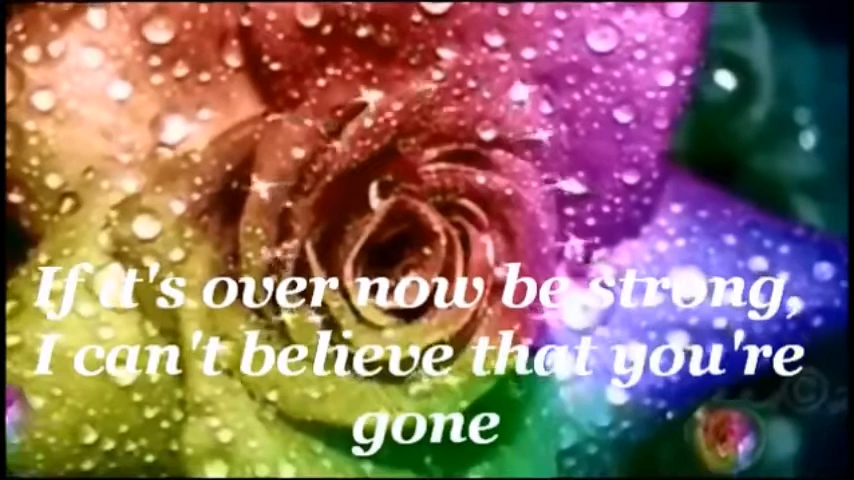 If it's over now be strong,
I can't believe that you're
gone